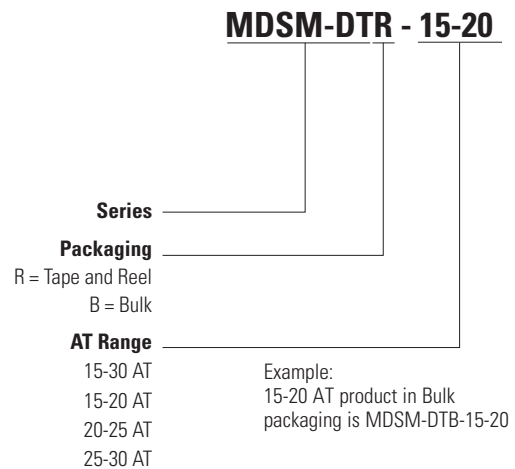 MDSM-DTR - 15-20
Series
Packaging
R = Tape and Reel
B = Bulk
AT Range
15-30 AT
15-20 AT
20-25 AT
25-30 AT
Example:
15-20 AT product in Bulk
packaging is MDSM-DTB-15-20